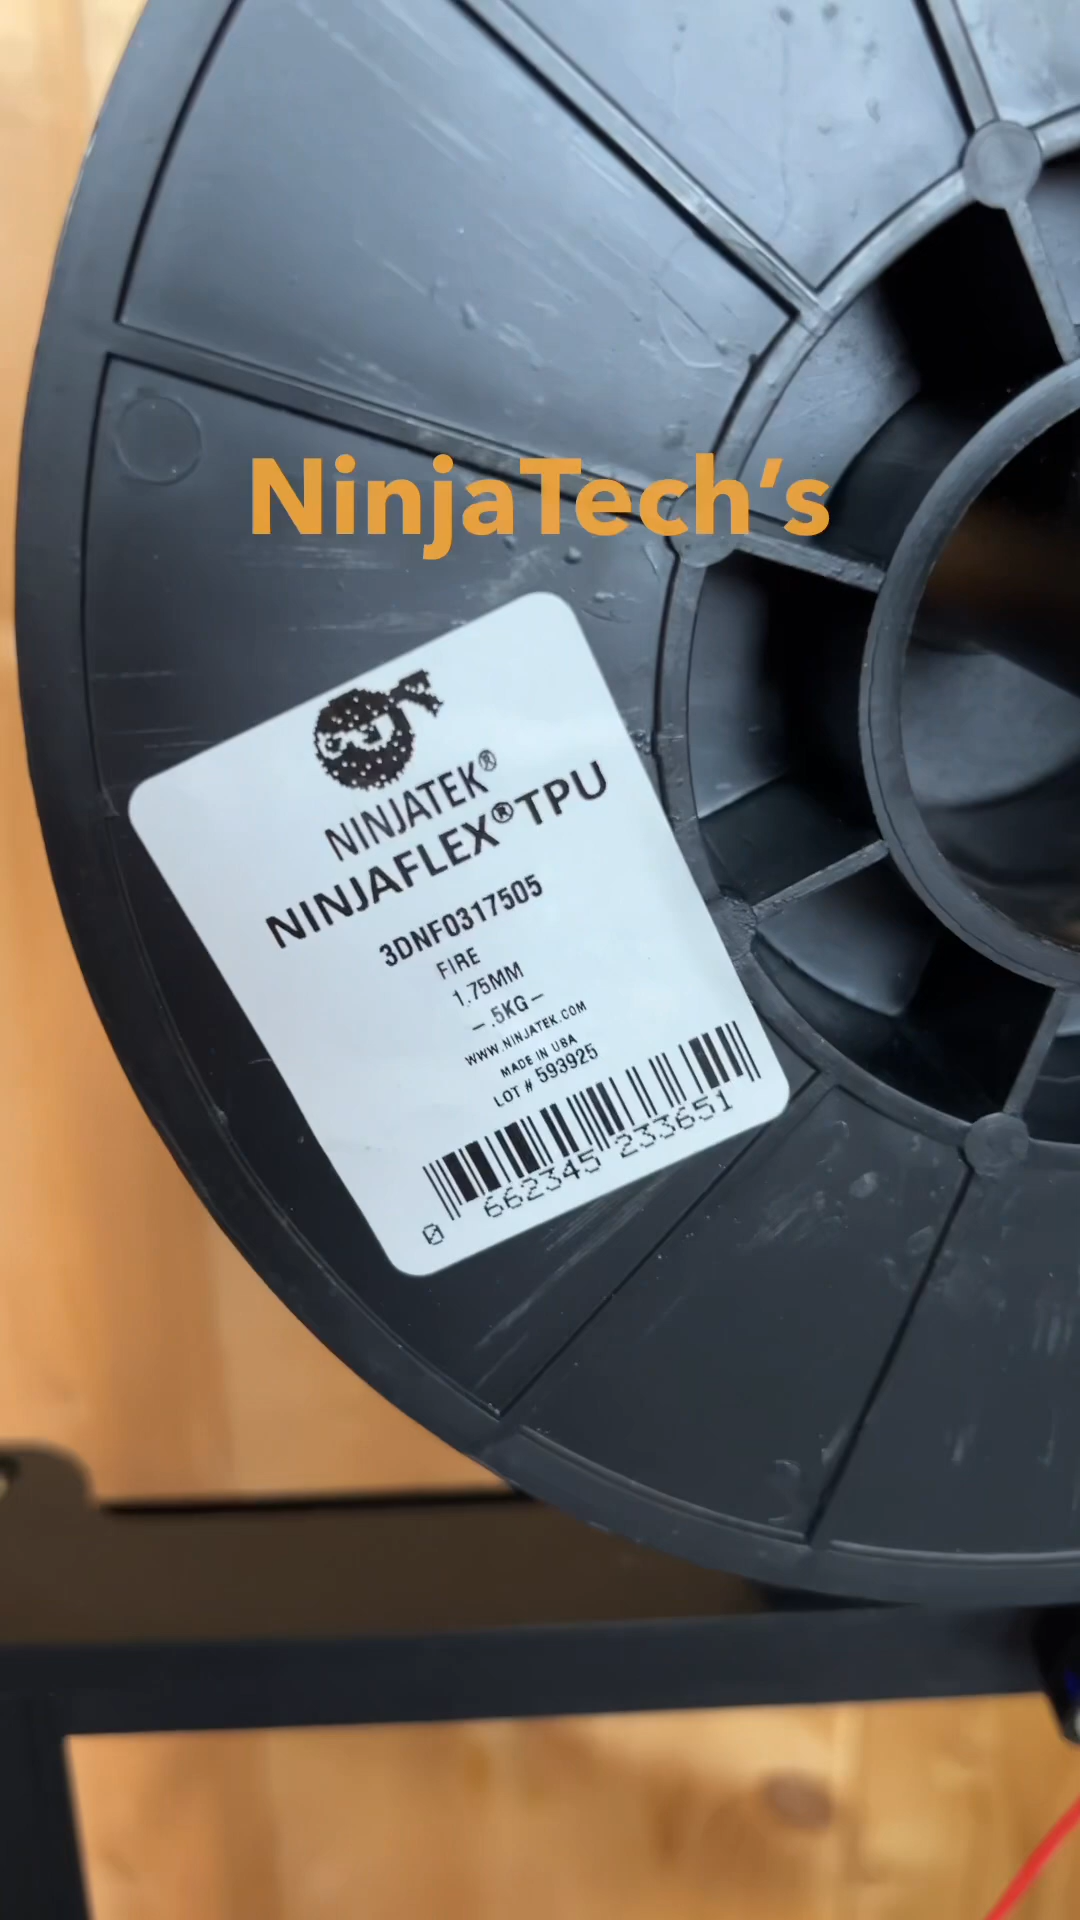 NinjaTech’s
NINJATEK®
NINJAFLEX® TPU
3DNF0317505
FIRE
1.75MM
– .5KG –
WWW.NINJATEK.COM
MADE IN USA
LOT # 593925
0 662345 233651